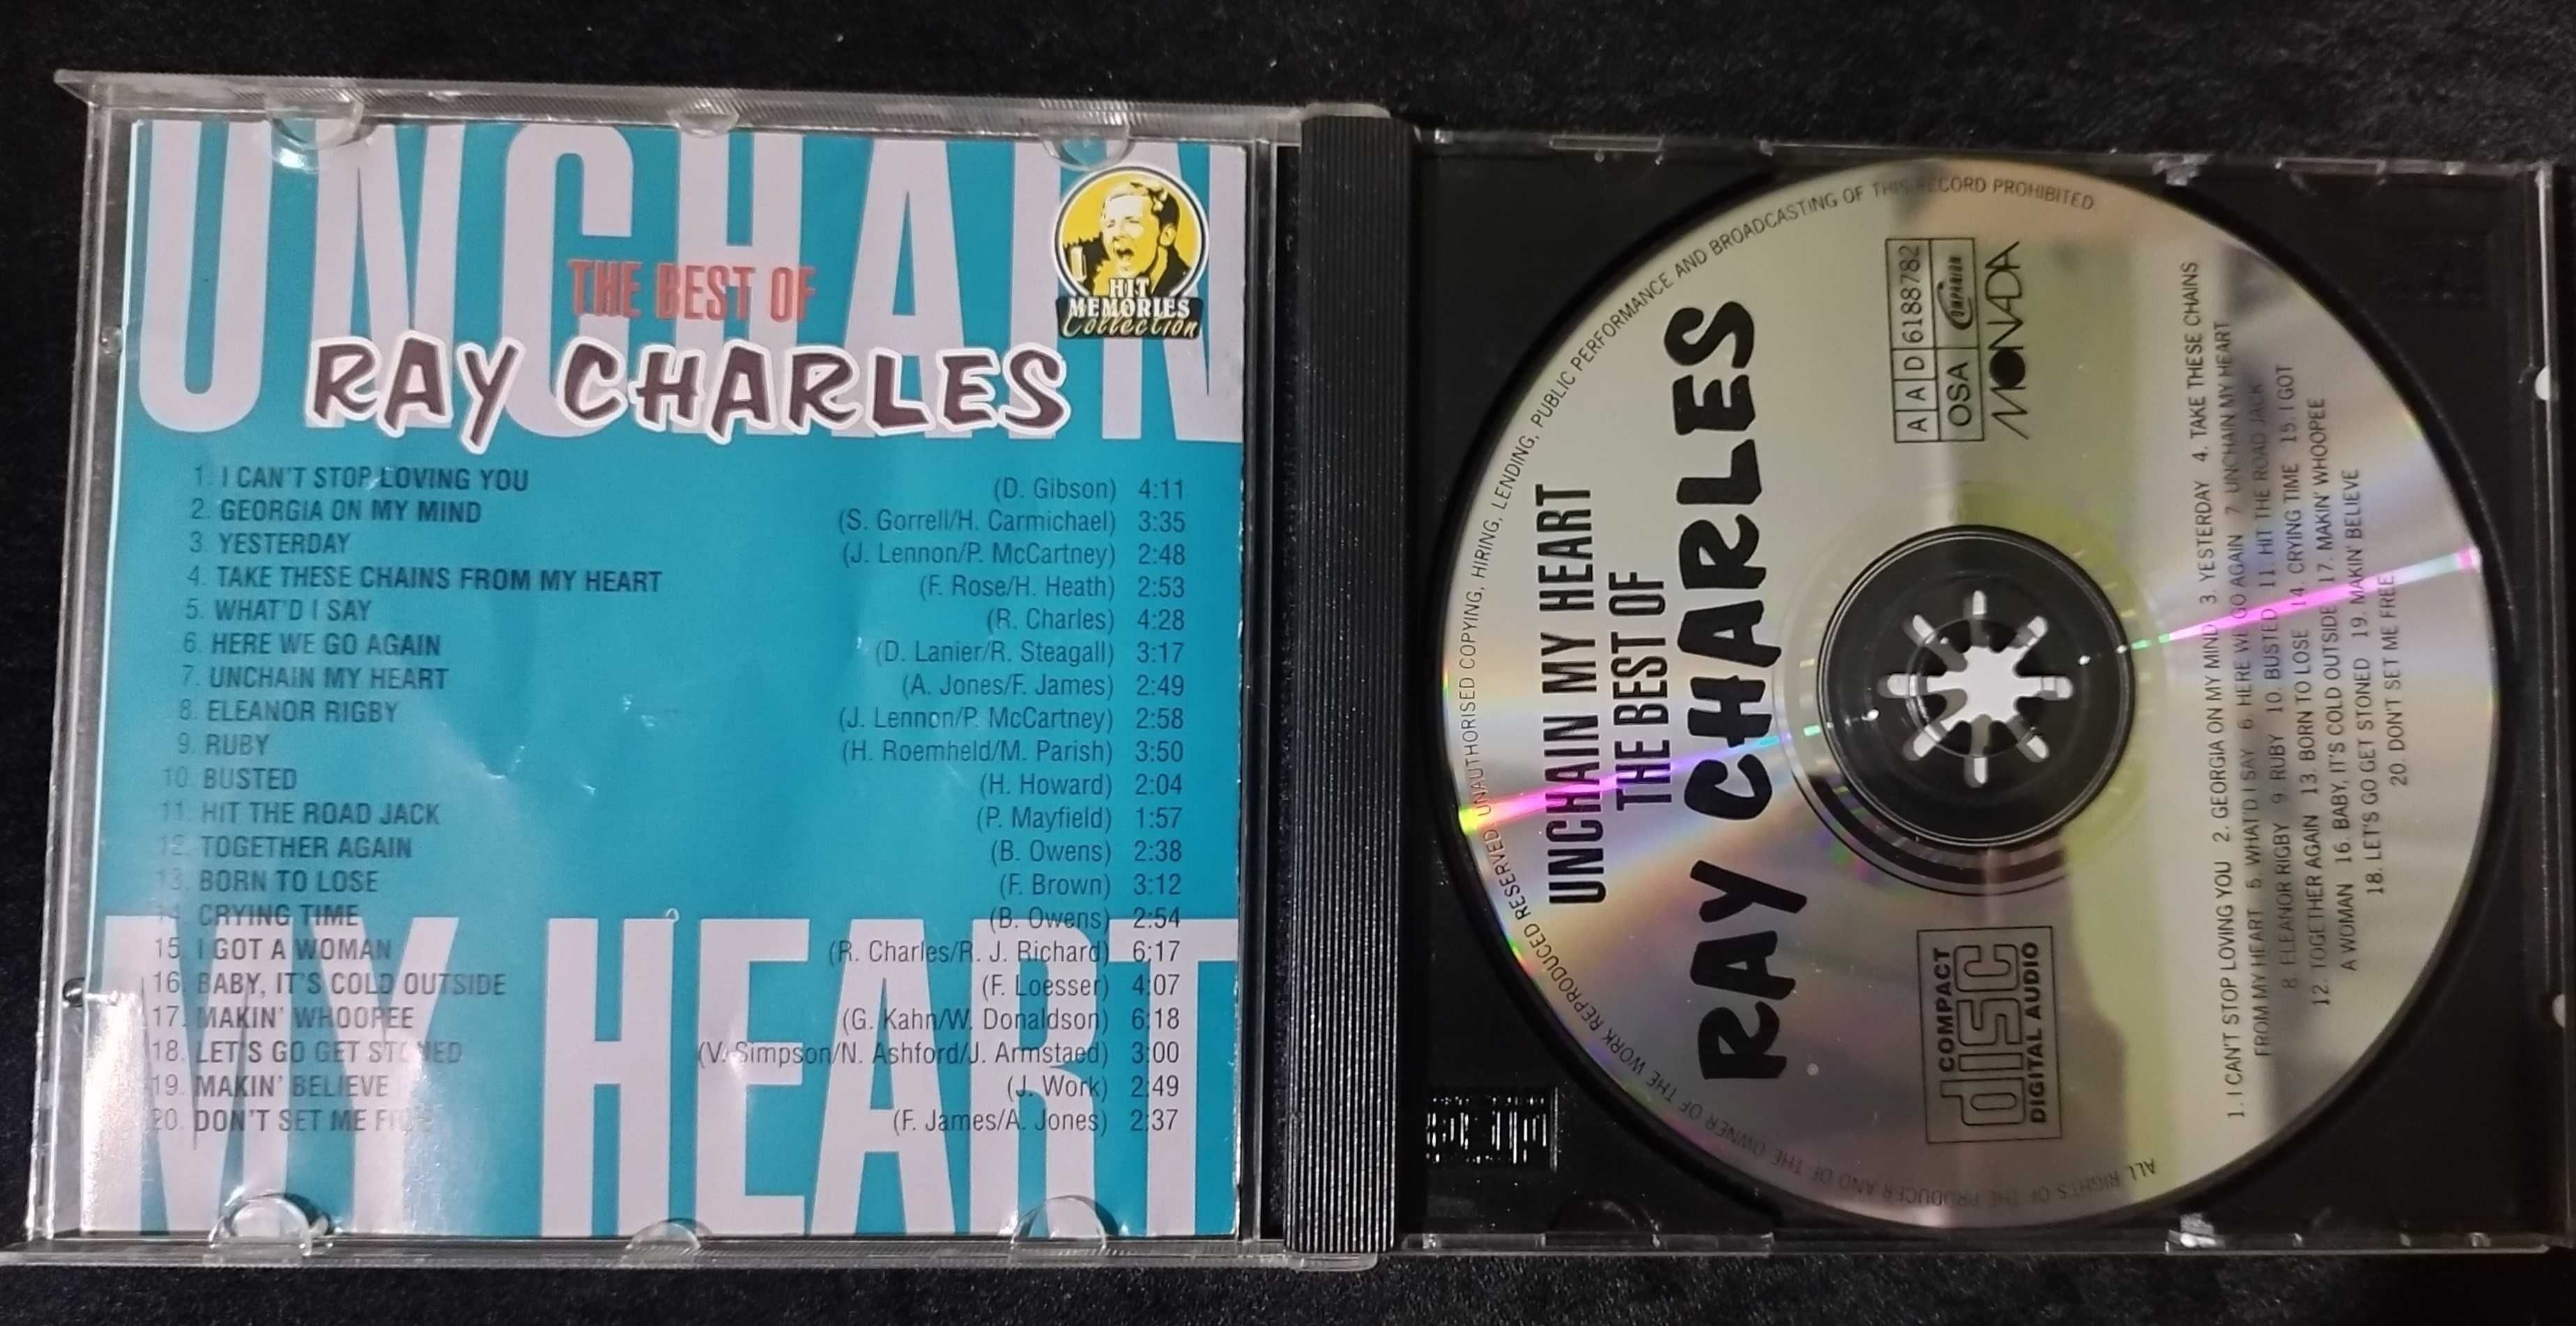 UNCHAIN
THE BEST OF
RAY CHARLES
HIT
MEMORIES
Collection
1. I CAN'T STOP LOVING YOU (D. Gibson) 4:11
2. GEORGIA ON MY MIND (S. Gorrell/H. Carmichael) 3:35
3. YESTERDAY (J. Lennon/P. McCartney) 2:48
4. TAKE THESE CHAINS FROM MY HEART (F. Rose/H. Heath) 2:53
5. WHAT'D I SAY (R. Charles) 4:28
6. HERE WE GO AGAIN (D. Lanier/R. Steagall) 3:17
7. UNCHAIN MY HEART (A. Jones/F. James) 2:49
8. ELEANOR RIGBY (J. Lennon/P. McCartney) 2:58
9. RUBY (H. Roemheld/M. Parish) 3:50
10. BUSTED (H. Howard) 2:04
11. HIT THE ROAD JACK (P. Mayfield) 1:57
12. TOGETHER AGAIN (B. Owens) 2:38
13. BORN TO LOSE (F. Brown) 3:12
14. CRYING TIME (B. Owens) 2:54
15. I GOT A WOMAN (R. Charles/R. J. Richard) 6:17
16. BABY, IT'S COLD OUTSIDE (F. Loesser) 4:07
17. MAKIN' WHOOPEE (G. Kahn/W. Donaldson) 6:18
18. LET'S GO GET STONED (V. Simpson/N. Ashford/J. Armstaed) 3:00
19. MAKIN' BELIEVE (J. Work) 2:49
20. DON'T SET ME FREE (F. James/A. Jones) 2:37
MY HEART
ALL RIGHTS OF THE PRODUCER AND OF THE OWNER OF THE WORK REPRODUCED RESERVED. UNAUTHORISED COPYING, HIRING, LENDING, PUBLIC PERFORMANCE AND BROADCASTING OF THIS RECORD PROHIBITED
UNCHAIN MY HEART
THE BEST OF
RAY CHARLES
COMPACT
disc
DIGITAL AUDIO
A A D 6188782
OSA
MONADA
1. I CAN'T STOP LOVING YOU 2. GEORGIA ON MY MIND 3. YESTERDAY 4. TAKE THESE CHAINS
FROM MY HEART 5. WHAT'D I SAY 6. HERE WE GO AGAIN 7. UNCHAIN MY HEART
8. ELEANOR RIGBY 9. RUBY 10. BUSTED 11. HIT THE ROAD JACK
12. TOGETHER AGAIN 13. BORN TO LOSE 14. CRYING TIME 15. I GOT
A WOMAN 16. BABY, IT'S COLD OUTSIDE 17. MAKIN' WHOOPEE
18. LET'S GO GET STONED 19. MAKIN' BELIEVE
20. DON'T SET ME FREE